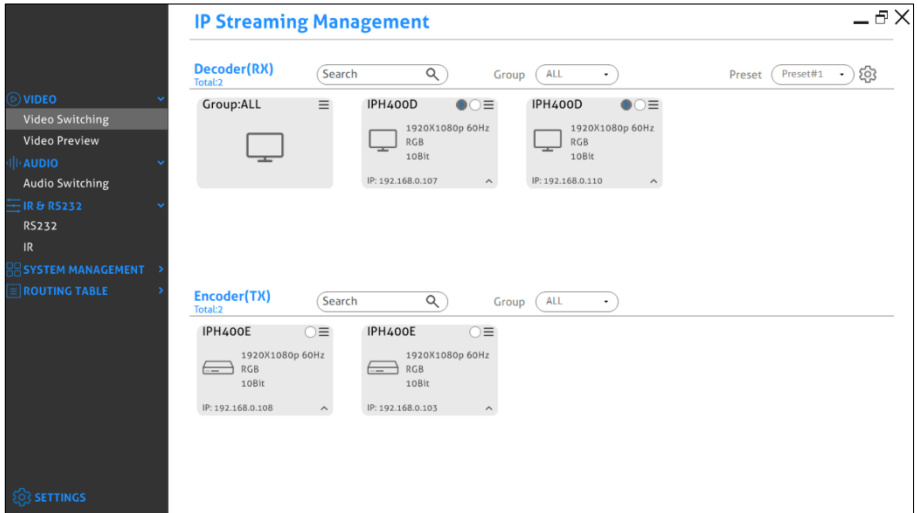 IP Streaming Management
VIDEO
Video Switching
Video Preview
AUDIO
Audio Switching
IR & RS232
RS232
IR
SYSTEM MANAGEMENT
ROUTING TABLE
SETTINGS
Decoder(RX)
Total:2
Search
Group
ALL
Preset
Preset#1
Group:ALL
IPH400D
1920X1080p 60Hz
RGB
10Bit
IP: 192.168.0.107
IPH400D
1920X1080p 60Hz
RGB
10Bit
IP: 192.168.0.110
Encoder(TX)
Total:2
Search
Group
ALL
IPH400E
1920X1080p 60Hz
RGB
10Bit
IP: 192.168.0.108
IPH400E
1920X1080p 60Hz
RGB
10Bit
IP: 192.168.0.103